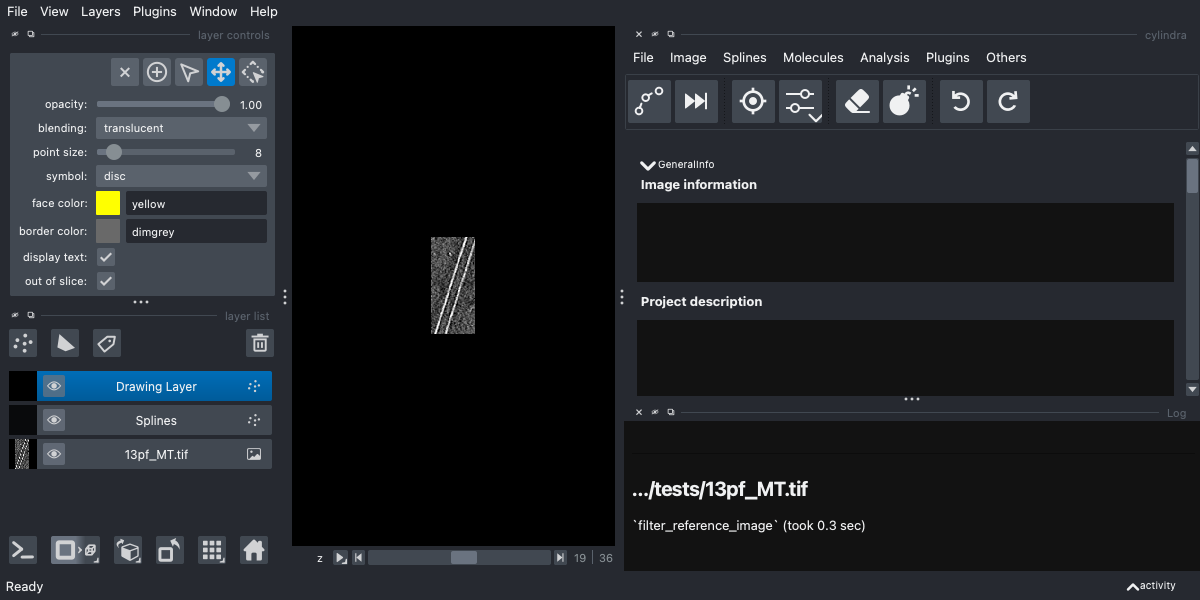 File View Layers Plugins Window Help
layer controls
opacity: 1.00
blending: translucent
point size: 8
symbol: disc
face color: yellow
border color: dimgrey
display text:
out of slice:
layer list
Drawing Layer
Splines
13pf_MT.tif
Ready
z 19 36
cylindra
File Image Splines Molecules Analysis Plugins Others
GeneralInfo
Image information
Project description
Log
.../tests/13pf_MT.tif
`filter_reference_image` (took 0.3 sec)
activity